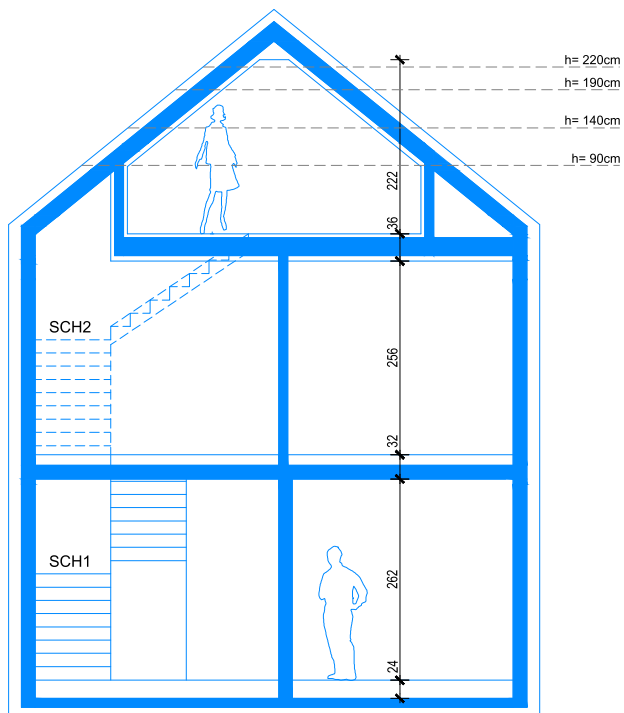 h= 220cm
h= 190cm
h= 140cm
h= 90cm
222
36
SCH2
256
32
SCH1
262
24